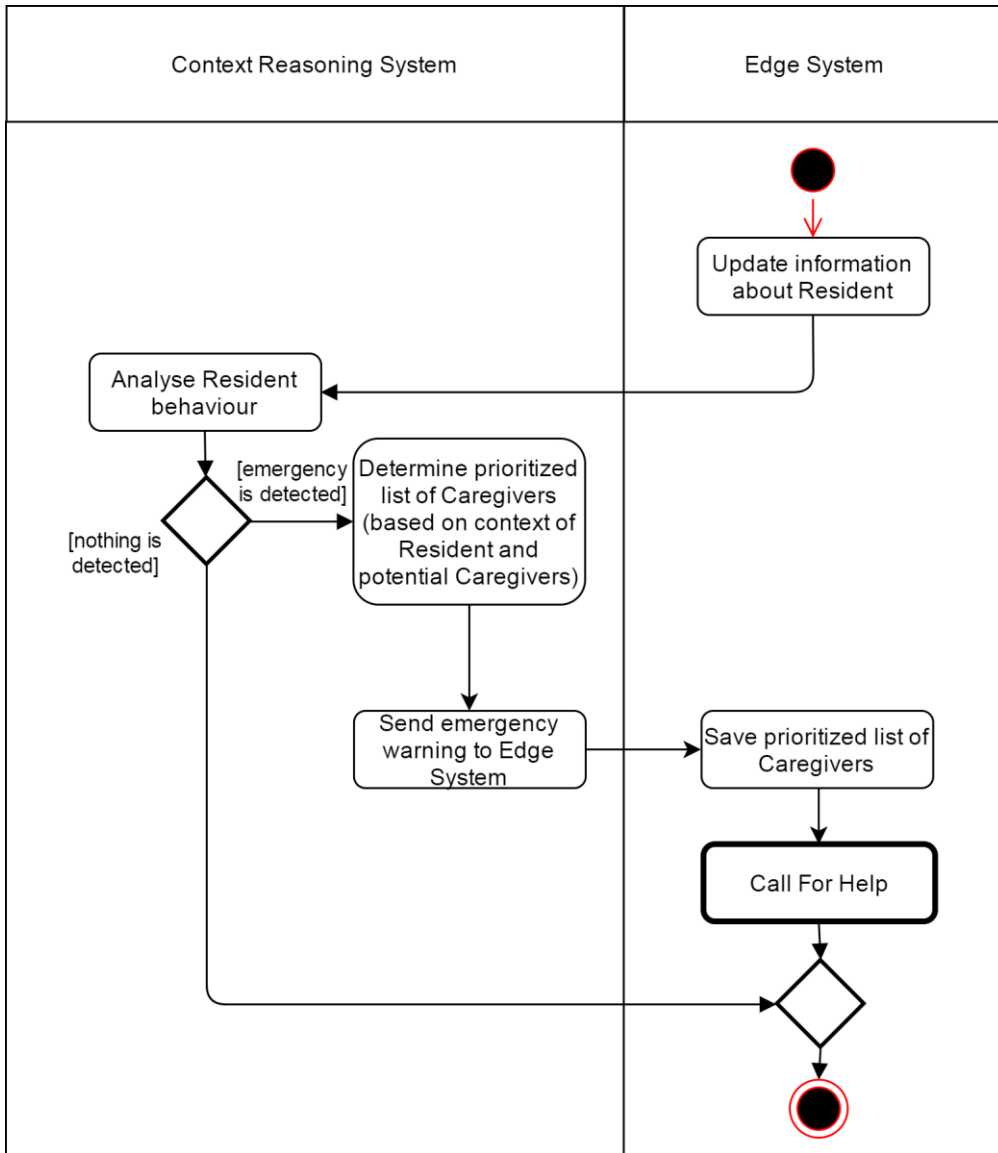 Context Reasoning System
Edge System
Update information
about Resident
Analyse Resident
behaviour
[emergency
is detected]
[nothing is
detected]
Determine prioritized
list of Caregivers
(based on context of
Resident and
potential Caregivers)
Send emergency
warning to Edge
System
Save prioritized list of
Caregivers
Call For Help